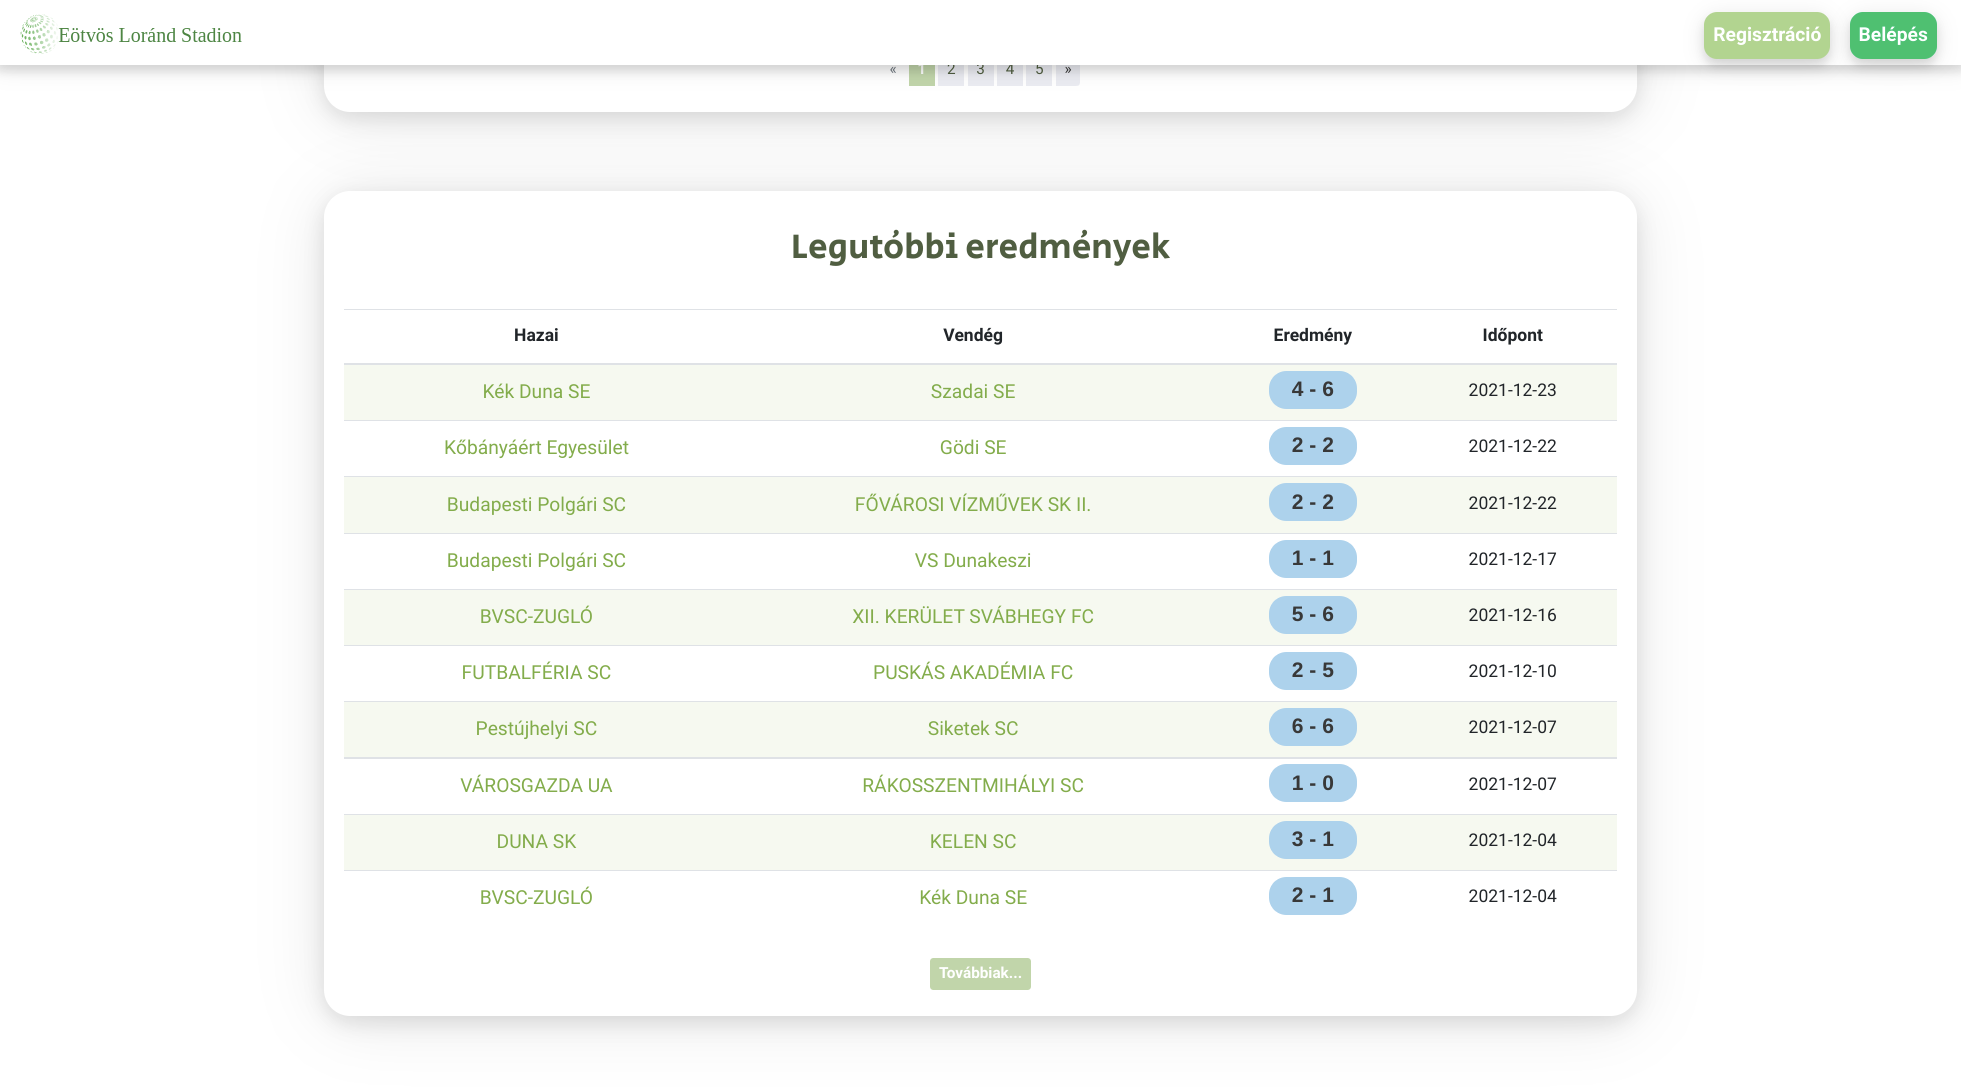 Eötvös Loránd Stadion
Regisztráció
Belépés
« 1 2 3 4 5 »
Legutóbbi eredmények
Hazai Vendég Eredmény Időpont
Kék Duna SE Szadai SE 4 - 6 2021-12-23
Kőbányáért Egyesület Gödi SE 2 - 2 2021-12-22
Budapesti Polgári SC FŐVÁROSI VÍZMŰVEK SK II. 2 - 2 2021-12-22
Budapesti Polgári SC VS Dunakeszi 1 - 1 2021-12-17
BVSC-ZUGLÓ XII. KERÜLET SVÁBHEGY FC 5 - 6 2021-12-16
FUTBALFÉRIA SC PUSKÁS AKADÉMIA FC 2 - 5 2021-12-10
Pestújhelyi SC Siketek SC 6 - 6 2021-12-07
VÁROSGAZDA UA RÁKOSSZENTMIHÁLYI SC 1 - 0 2021-12-07
DUNA SK KELEN SC 3 - 1 2021-12-04
BVSC-ZUGLÓ Kék Duna SE 2 - 1 2021-12-04
Továbbiak...